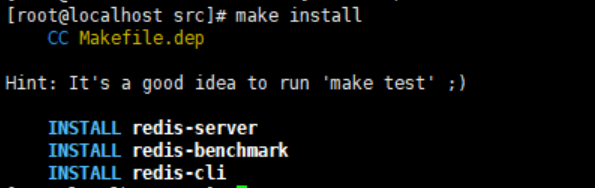 [root@localhost src]# make install
CC Makefile.dep
Hint: It's a good idea to run 'make test' ;)
INSTALL redis-server
INSTALL redis-benchmark
INSTALL redis-cli